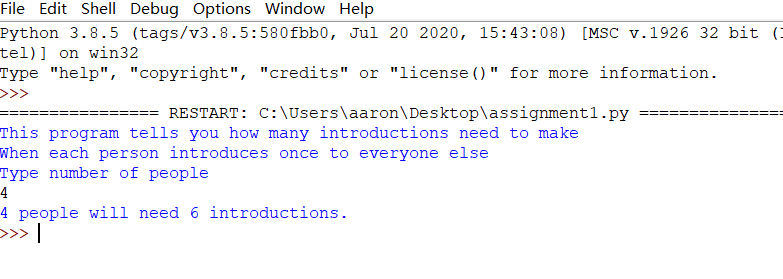 File Edit Shell Debug Options Window Help
Python 3.8.5 (tags/v3.8.5:580fbb0, Jul 20 2020, 15:43:08) [MSC v.1926 32 bit (
tel)] on win32
Type "help", "copyright", "credits" or "license()" for more information.
>>>
================ RESTART: C:\Users\aaron\Desktop\assignment1.py ===============
This program tells you how many introductions need to make
When each person introduces once to everyone else
Type number of people
4
4 people will need 6 introductions.
>>>